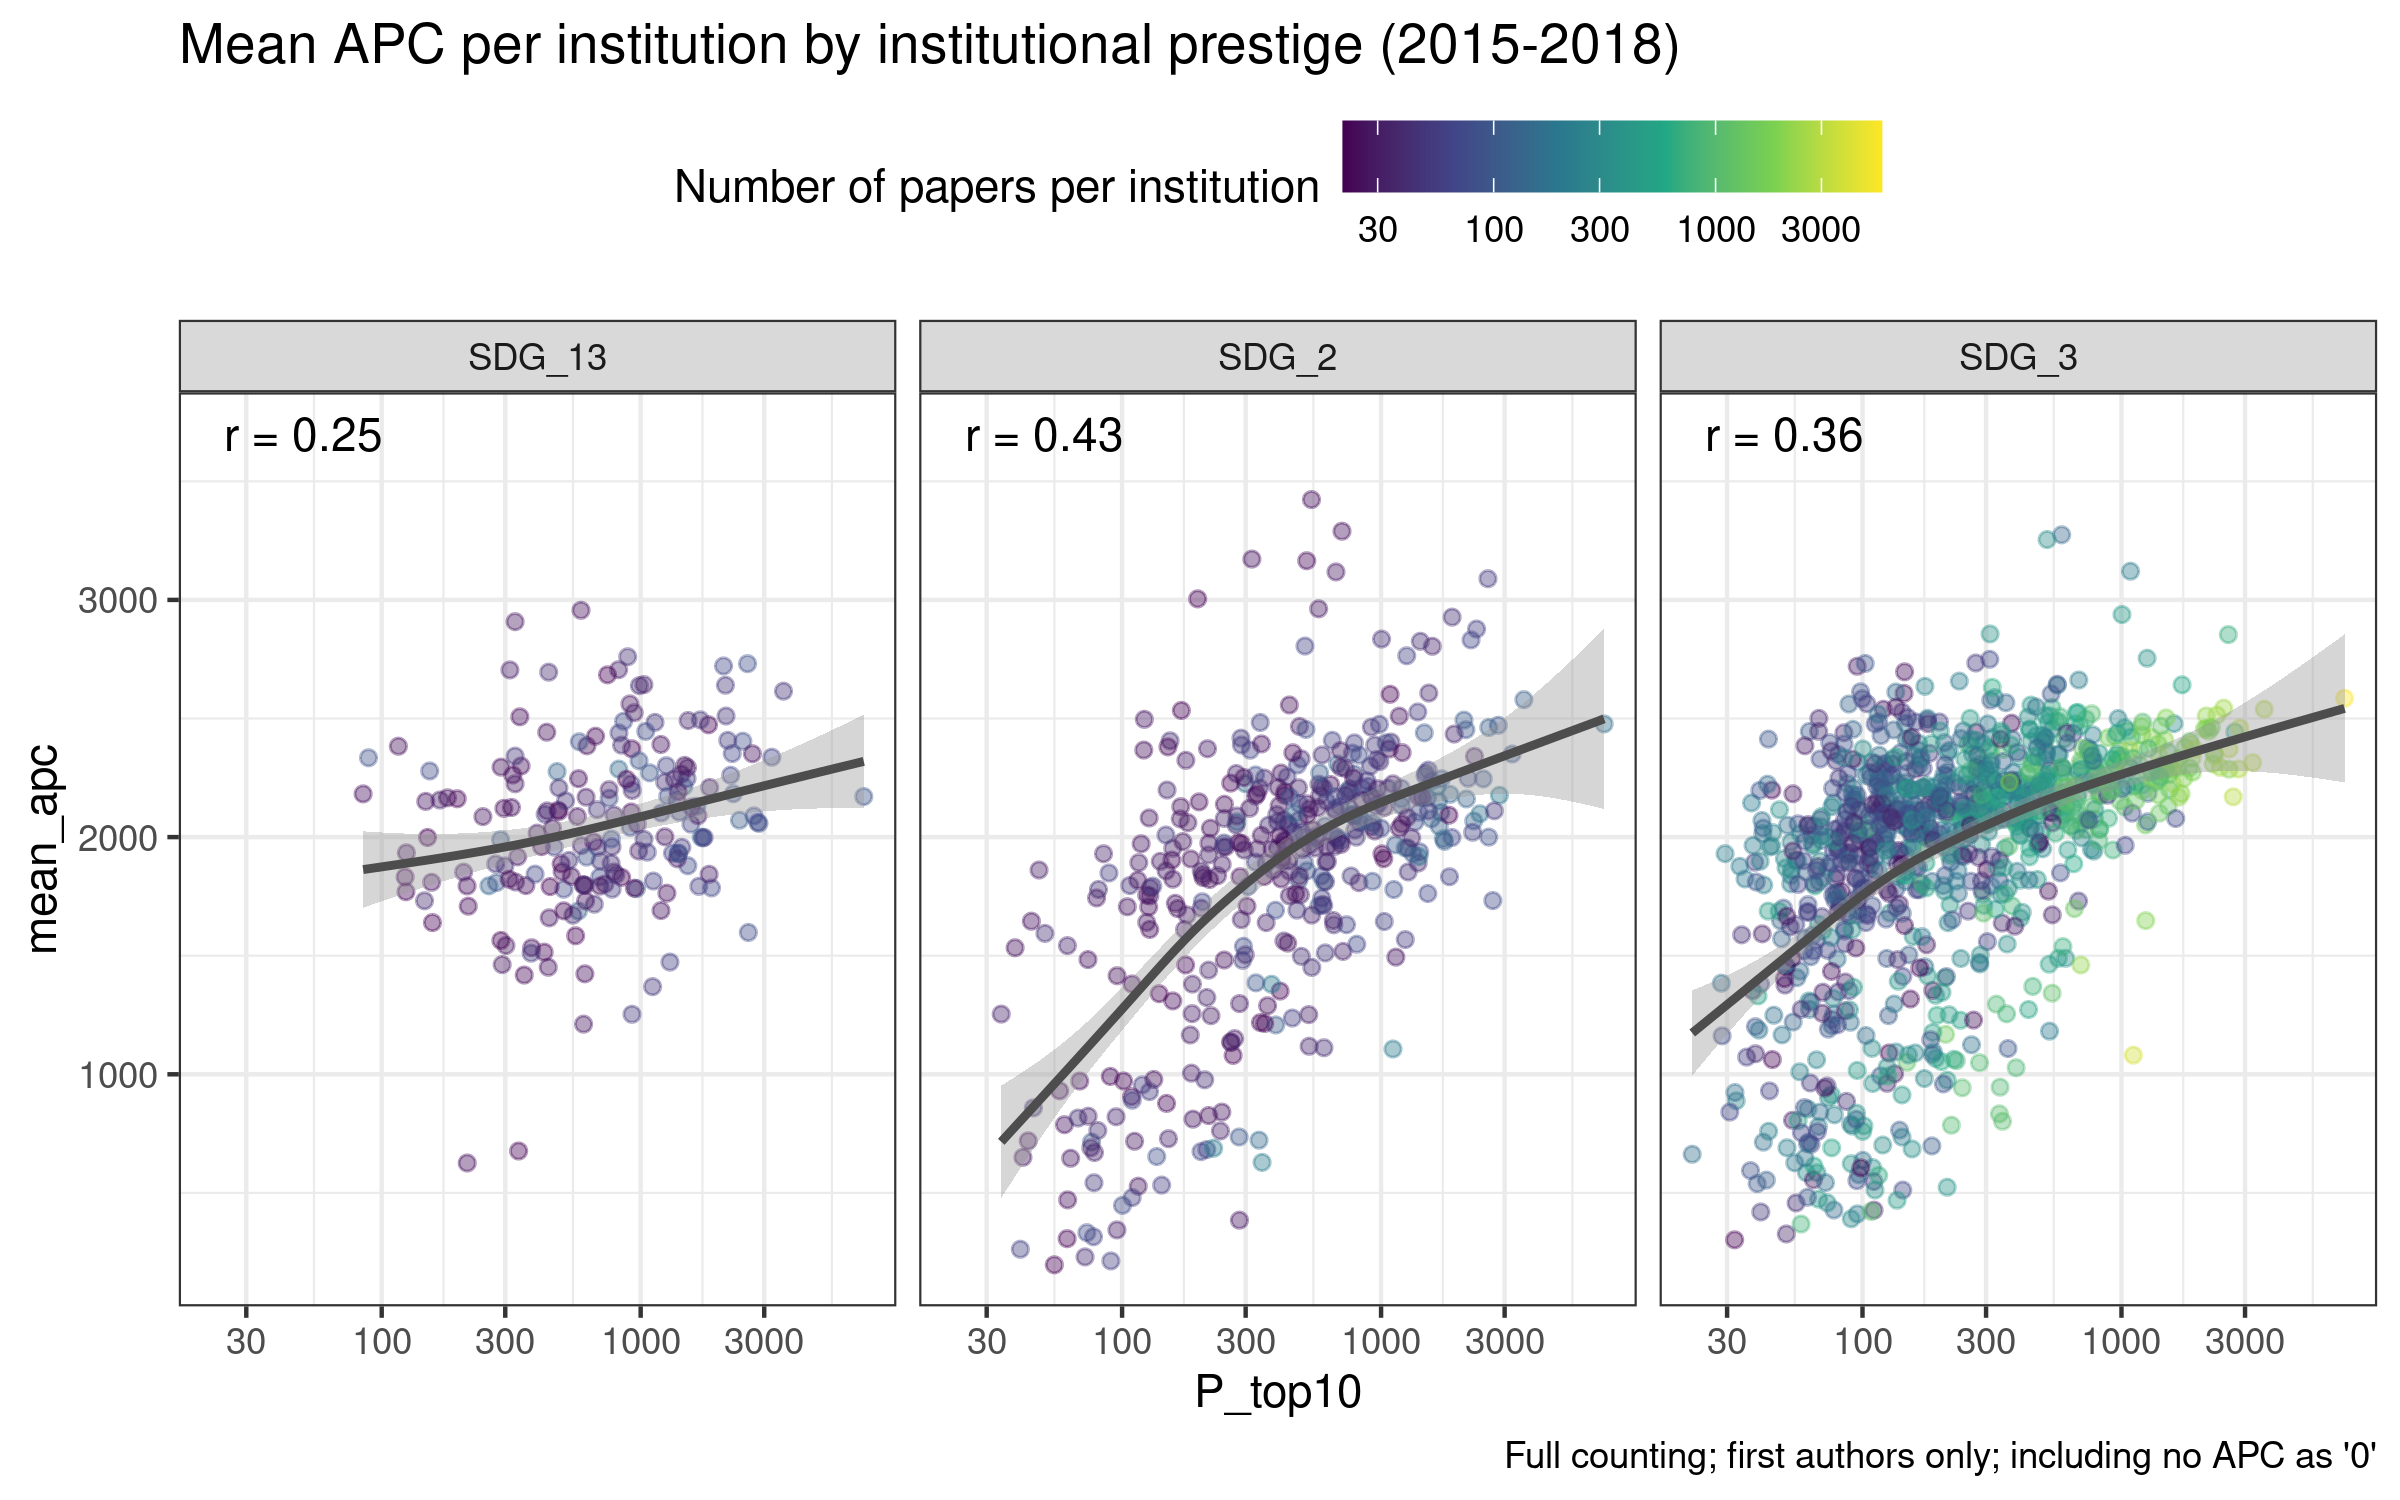 Mean APC per institution by institutional prestige (2015-2018)
Number of papers per institution
30 100 300 1000 3000
SDG_13 SDG_2 SDG_3
r = 0.25 r = 0.43 r = 0.36
mean_apc
3000
2000
1000
30 100 300 1000 3000 30 100 300 1000 3000 30 100 300 1000 3000
P_top10
Full counting; first authors only; including no APC as '0'